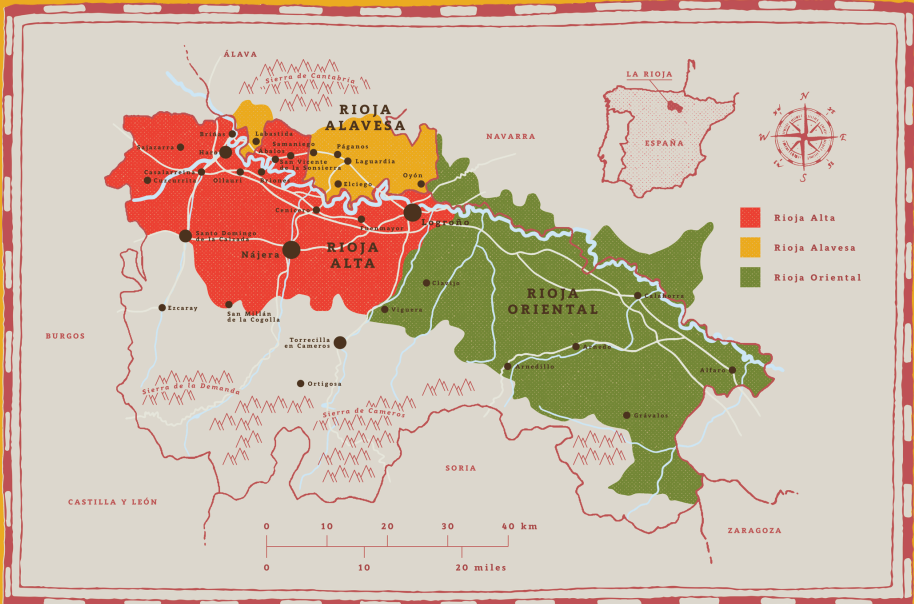 ÁLAVA
Sierra de Cantabria
RIOJA
ALAVESA
NAVARRA
LA RIOJA
ESPAÑA
N
W
E
S
Briñas
Labastida
Haro
Ábalos
Samaniego
Páganos
San Vicente
de la Sonsierra
Laguardia
Casalarreina
Cuzcurrita
Ollauri
Briones
Elciego
Oyón
Cenicero
Fuenmayor
Logroño
Santo Domingo
de la Calzada
Nájera
RIOJA
ALTA
Rioja Alta
Rioja Alavesa
Rioja Oriental
Clavijo
RIOJA
ORIENTAL
Calahorra
Ezcaray
San Millán
de la Cogolla
Viguera
BURGOS
Torrecilla
en Cameros
Arnedo
Arnedillo
Alfaro
Ortigosa
Sierra de la Demanda
Sierra de Cameros
Grávalos
SORIA
CASTILLA Y LEÓN
ZARAGOZA
0 10 20 30 40 km
0 10 20 miles